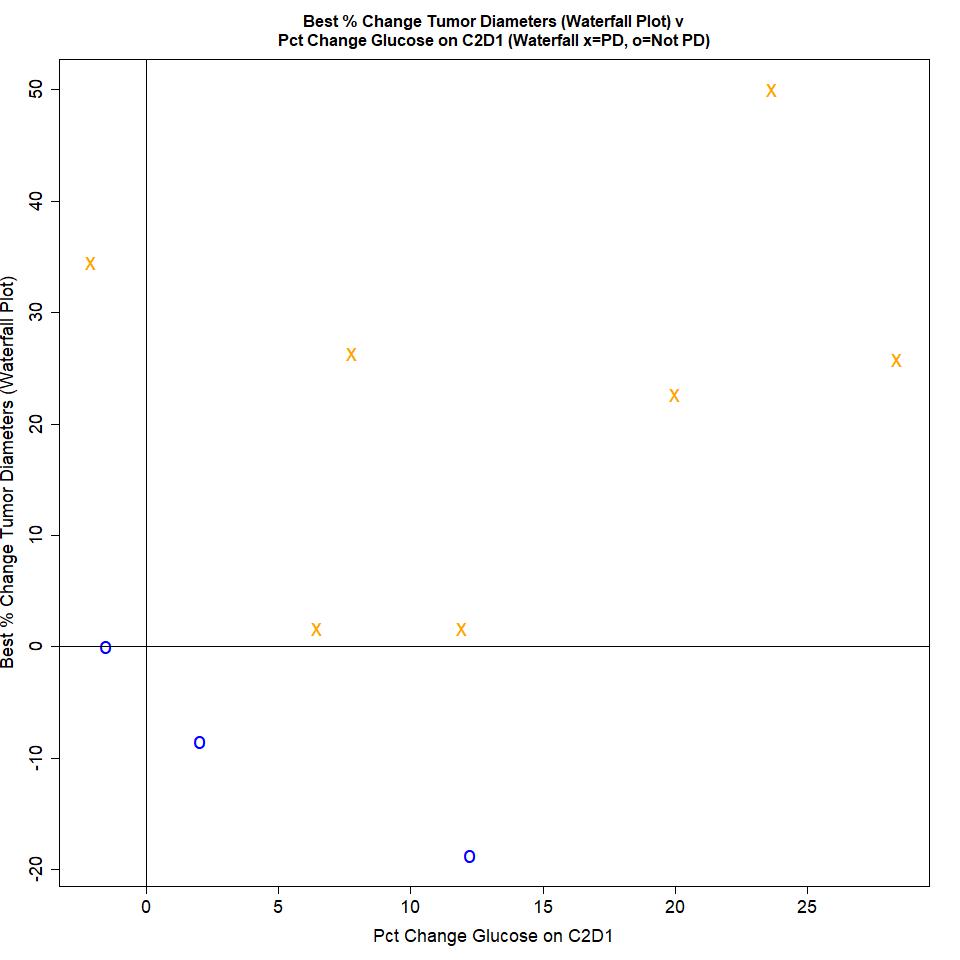 Best % Change Tumor Diameters (Waterfall Plot) v
Pct Change Glucose on C2D1 (Waterfall x=PD, o=Not PD)
Best % Change Tumor Diameters (Waterfall Plot)
50
40
30
20
10
0
-10
-20
X
X
X
X
X
X
X
O
O
O
0
5
10
15
20
25
Pct Change Glucose on C2D1